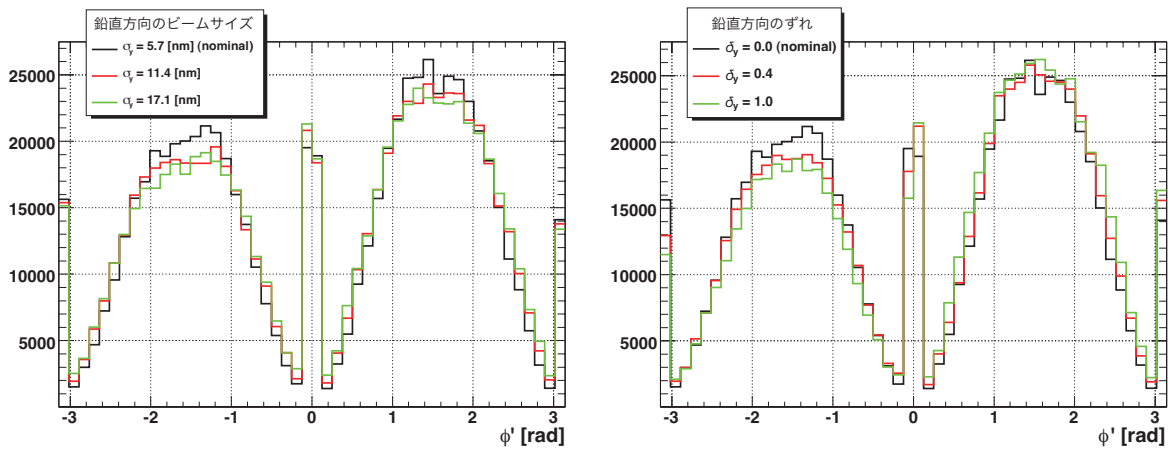 鉛直方向のビームサイズ
σy = 5.7 [nm] (nominal)
σy = 11.4 [nm]
σy = 17.1 [nm]
25000
20000
15000
10000
5000
-3 -2 -1 0 1 2 3
ϕ' [rad]
鉛直方向のずれ
δy = 0.0 (nominal)
δy = 0.4
δy = 1.0
25000
20000
15000
10000
5000
-3 -2 -1 0 1 2 3
ϕ' [rad]